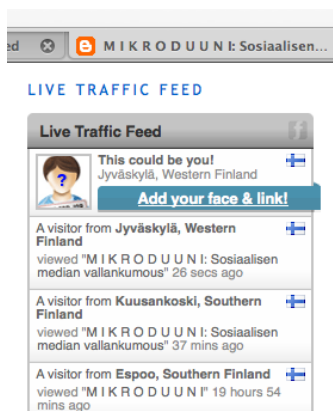 ed M I K R O D U U N I: Sosiaalisen...
LIVE TRAFFIC FEED
Live Traffic Feed
This could be you!
Jyväskylä, Western Finland
Add your face & link!
A visitor from Jyväskylä, Western
Finland
viewed "M I K R O D U U N I: Sosiaalisen
median vallankumous" 26 secs ago
A visitor from Kuusankoski, Southern
Finland
viewed "M I K R O D U U N I: Sosiaalisen
median vallankumous" 37 mins ago
A visitor from Espoo, Southern Finland
viewed "M I K R O D U U N I" 19 hours 54
mins ago